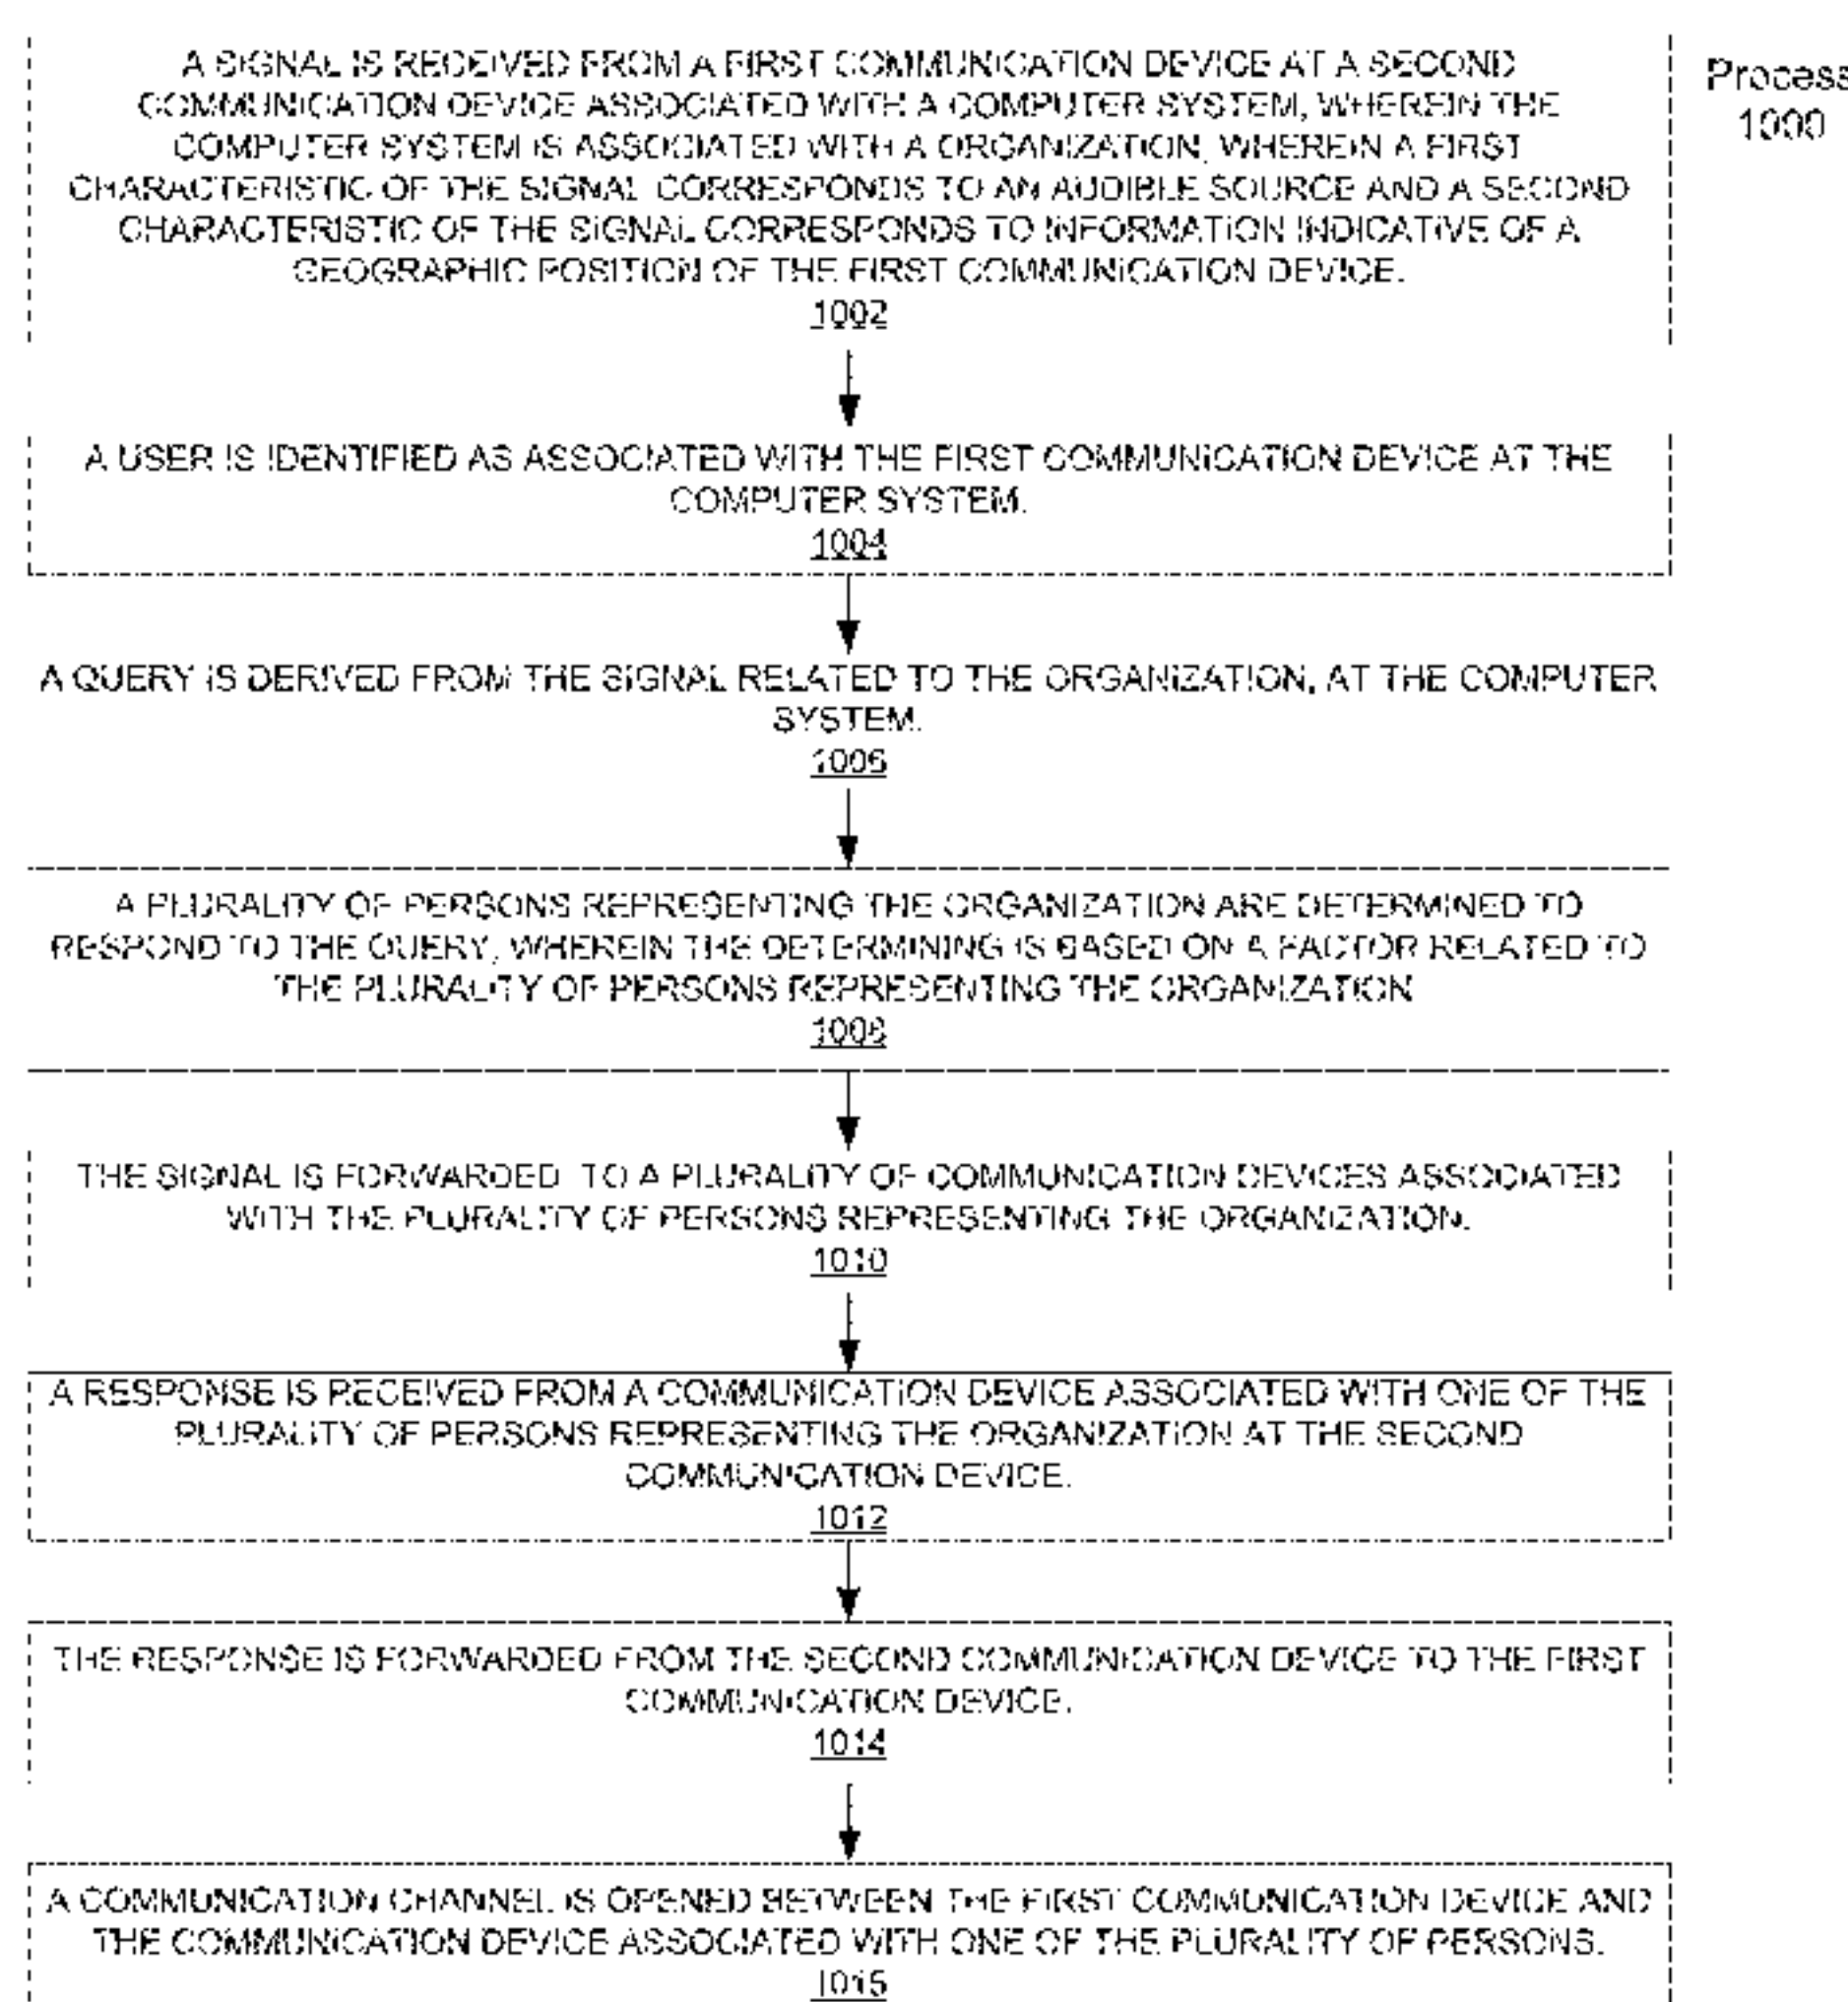 A SIGNAL IS RECEIVED FROM A FIRST COMMUNICATION DEVICE AT A SECOND
COMMUNICATION DEVICE ASSOCIATED WITH A COMPUTER SYSTEM, WHEREIN THE
COMPUTER SYSTEM IS ASSOCIATED WITH A ORGANIZATION, WHEREIN A FIRST
CHARACTERISTIC OF THE SIGNAL CORRESPONDS TO AN AUDIBLE SOURCE AND A SECOND
CHARACTERISTIC OF THE SIGNAL CORRESPONDS TO INFORMATION INDICATIVE OF A
GEOGRAPHIC POSITION OF THE FIRST COMMUNICATION DEVICE.
1002
Process
1000
A USER IS IDENTIFIED AS ASSOCIATED WITH THE FIRST COMMUNICATION DEVICE AT THE
COMPUTER SYSTEM.
1004
A QUERY IS DERIVED FROM THE SIGNAL RELATED TO THE ORGANIZATION, AT THE COMPUTER
SYSTEM.
1006
A PLURALITY OF PERSONS REPRESENTING THE ORGANIZATION ARE DETERMINED TO
RESPOND TO THE QUERY, WHEREIN THE DETERMINING IS BASED ON A FACTOR RELATED TO
THE PLURALITY OF PERSONS REPRESENTING THE ORGANIZATION
1008
THE SIGNAL IS FORWARDED TO A PLURALITY OF COMMUNICATION DEVICES ASSOCIATED
WITH THE PLURALITY OF PERSONS REPRESENTING THE ORGANIZATION.
1010
A RESPONSE IS RECEIVED FROM A COMMUNICATION DEVICE ASSOCIATED WITH ONE OF THE
PLURALITY OF PERSONS REPRESENTING THE ORGANIZATION AT THE SECOND
COMMUNICATION DEVICE.
1012
THE RESPONSE IS FORWARDED FROM THE SECOND COMMUNICATION DEVICE TO THE FIRST
COMMUNICATION DEVICE.
1014
A COMMUNICATION CHANNEL IS OPENED BETWEEN THE FIRST COMMUNICATION DEVICE AND
THE COMMUNICATION DEVICE ASSOCIATED WITH ONE OF THE PLURALITY OF PERSONS.